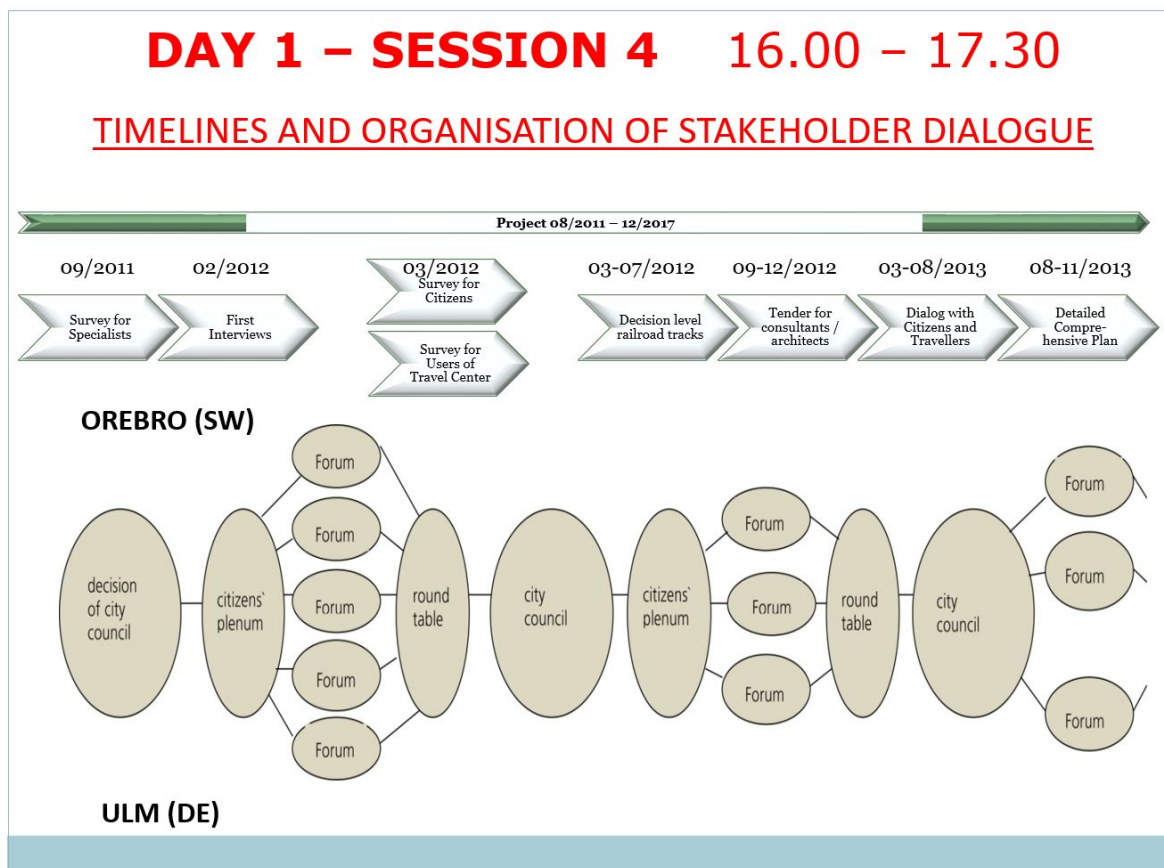 DAY 1 – SESSION 4 16.00 – 17.30
TIMELINES AND ORGANISATION OF STAKEHOLDER DIALOGUE
Project 08/2011 – 12/2017
09/2011
02/2012
03/2012
03-07/2012
09-12/2012
03-08/2013
08-11/2013
Survey for
Specialists
First
Interviews
Survey for
Citizens
Survey for
Users of
Travel Center
Decision level
railroad tracks
Tender for
consultants /
architects
Dialog with
Citizens and
Travellers
Detailed
Compre-
hensive Plan
OREBRO (SW)
decision
of city
council
citizens`
plenum
Forum
Forum
Forum
Forum
Forum
round
table
city
council
citizens`
plenum
Forum
Forum
Forum
round
table
city
council
Forum
Forum
Forum
ULM (DE)